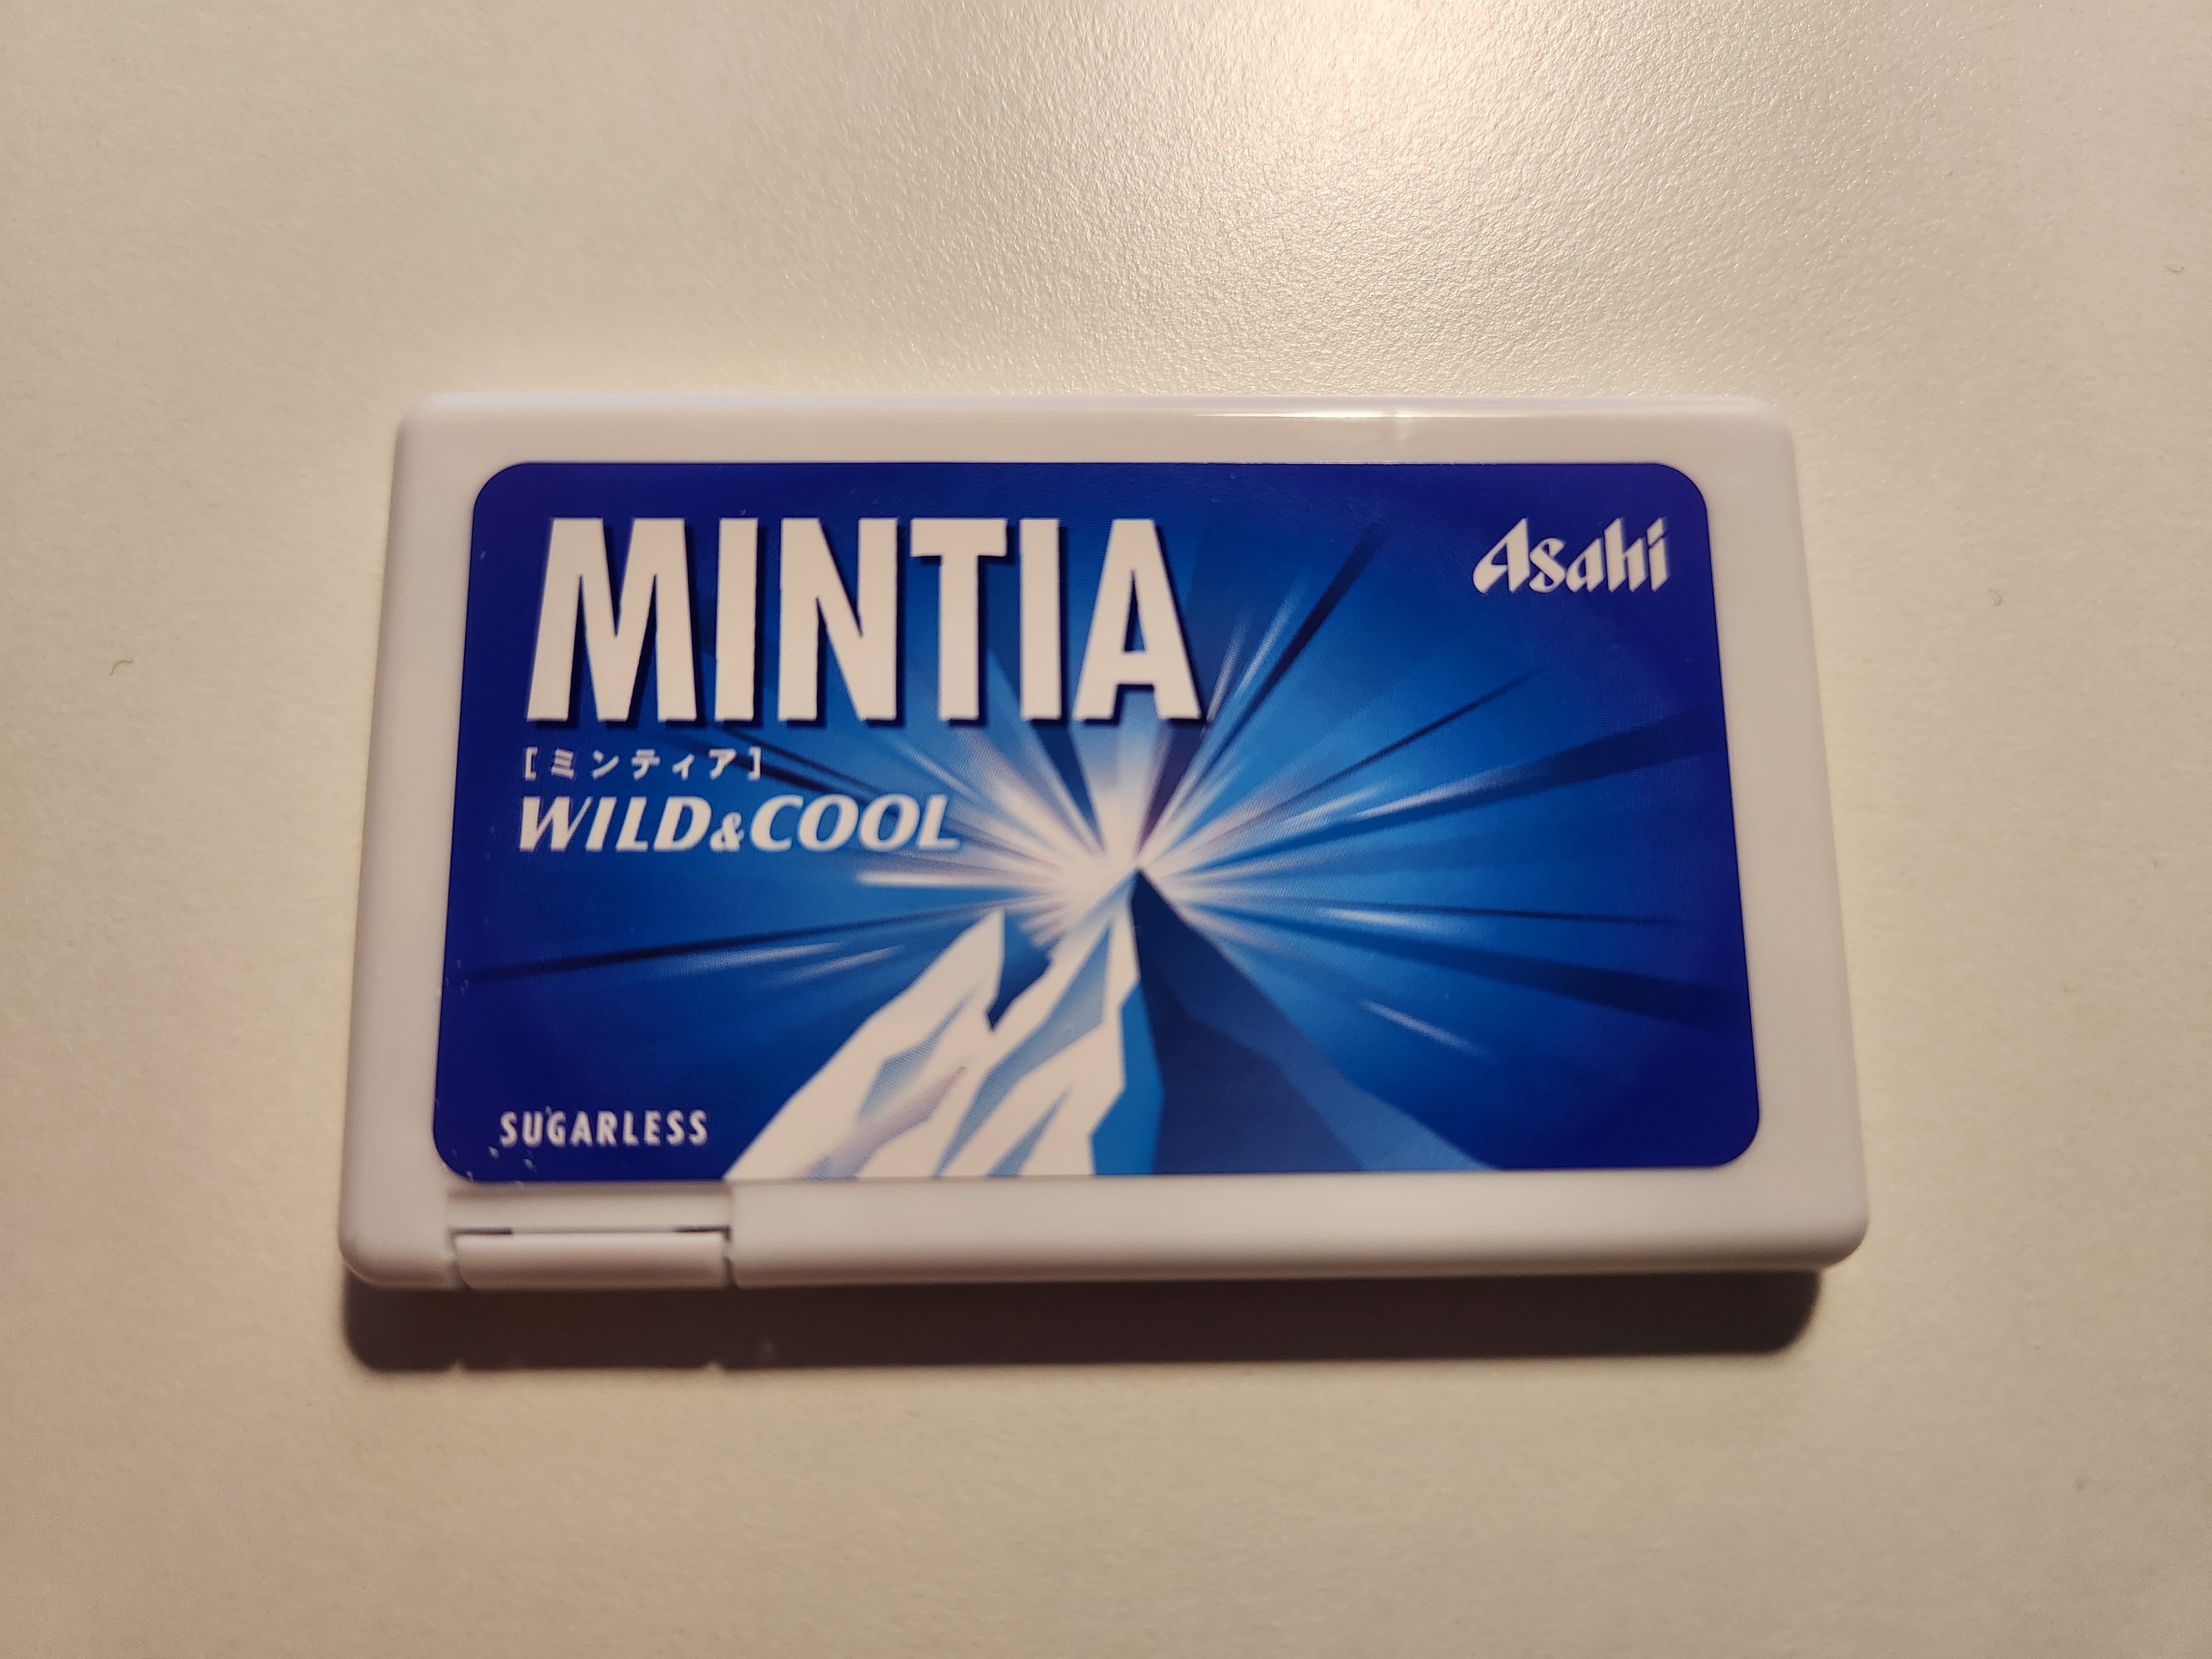 MINTIA
Asahi
[ミンティア]
WILD&COOL
SUGARLESS